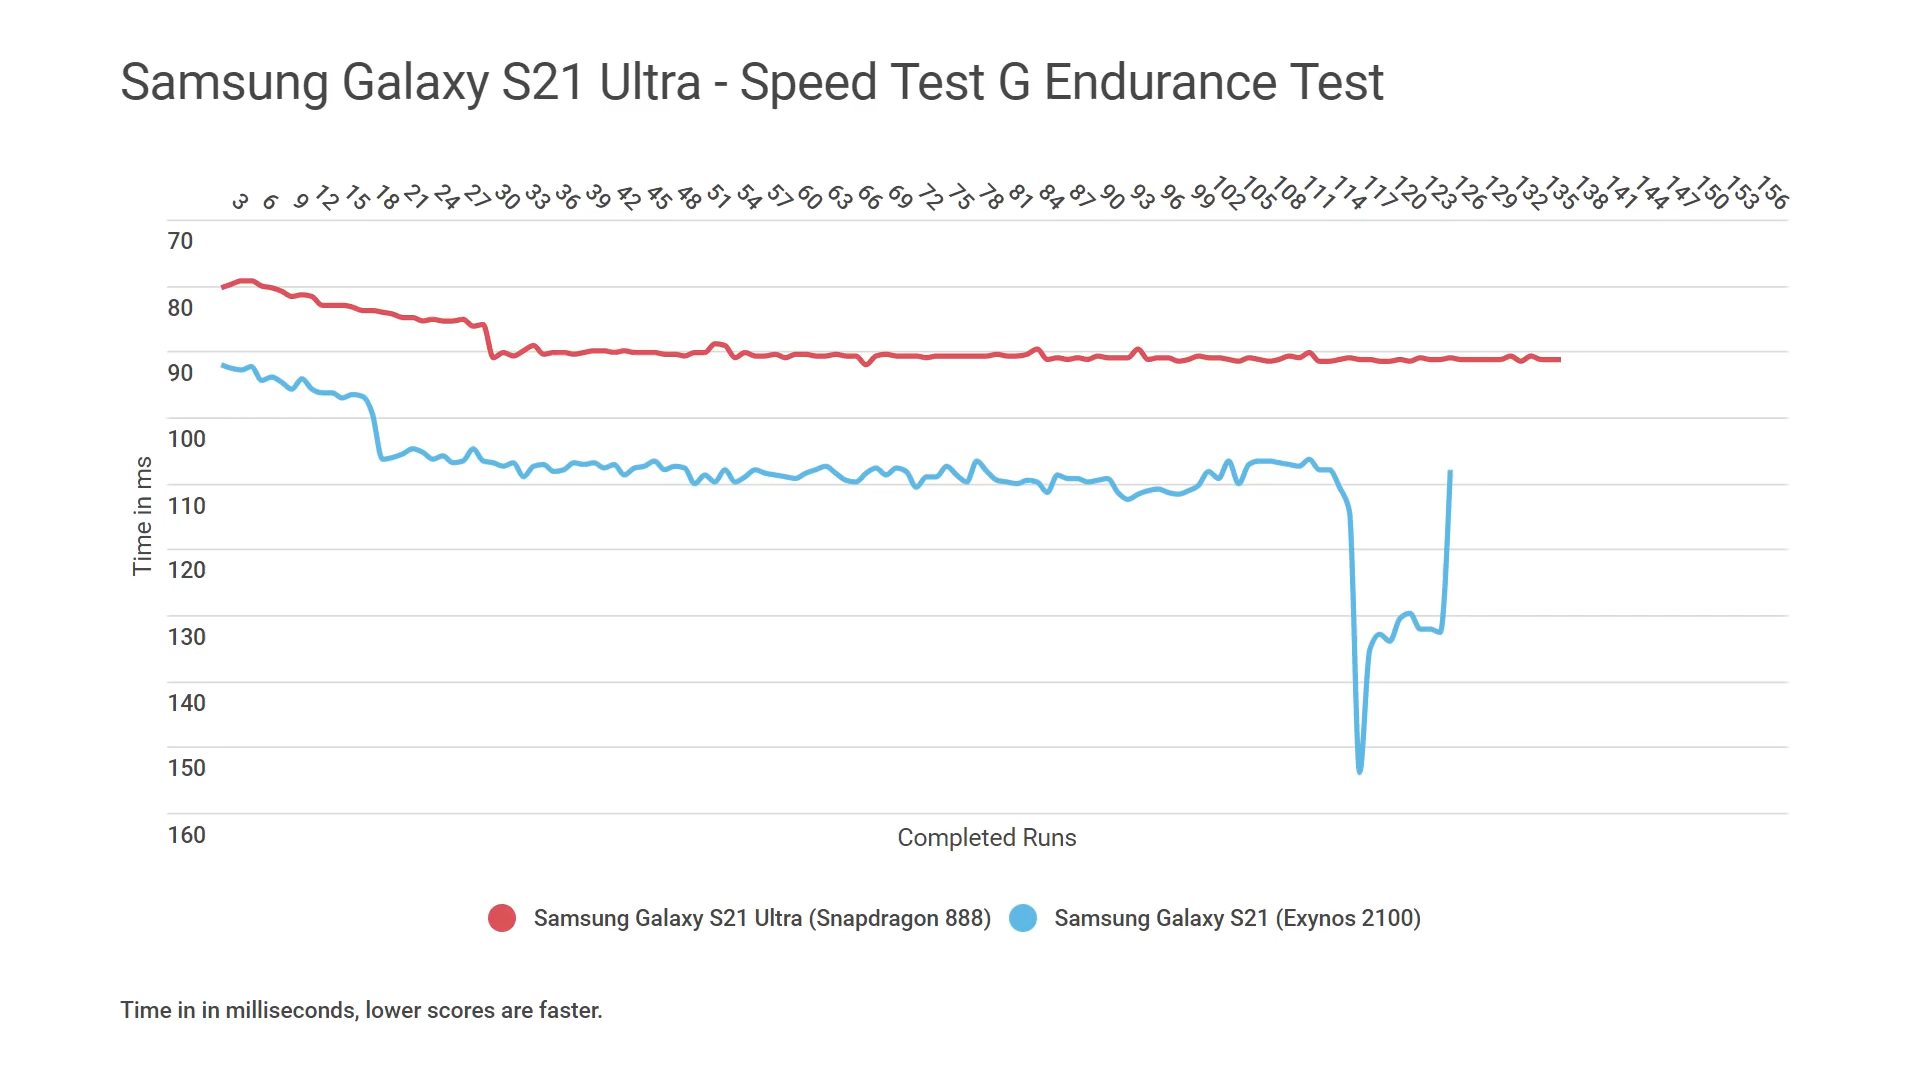 Samsung Galaxy S21 Ultra - Speed Test G Endurance Test
3 6 9 12 15 18 21 24 27 30 33 36 39 42 45 48 51 54 57 60 63 66 69 72 75 78 81 84 87 90 93 96 99 102 105 108 111 114 117 120 123 126 129 132 135 138 141 144 147 150 153 156
70
80
90
100
110
120
130
140
150
160
Time in ms
Completed Runs
Samsung Galaxy S21 Ultra (Snapdragon 888)
Samsung Galaxy S21 (Exynos 2100)
Time in in milliseconds, lower scores are faster.